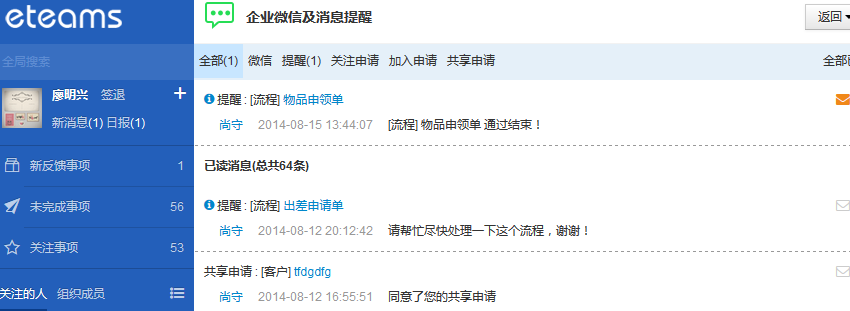 eteams
企业微信及消息提醒
返回
全局搜索
全部(1) 微信 提醒(1) 关注申请 加入申请 共享申请
廖明兴 签退 +
新消息(1) 日报(1)
提醒 : [流程] 物品申领单
尚守 2014-08-15 13:44:07 [流程] 物品申领单 通过结束！
已读消息(总共64条)
新反馈事项 1
提醒 : [流程] 出差申请单
未完成事项 56
尚守 2014-08-12 20:12:42 请帮忙尽快处理一下这个流程，谢谢！
关注事项 53
共享申请 : [客户] tfdgdfg
关注的人 组织成员
尚守 2014-08-12 16:55:51 同意了您的共享申请